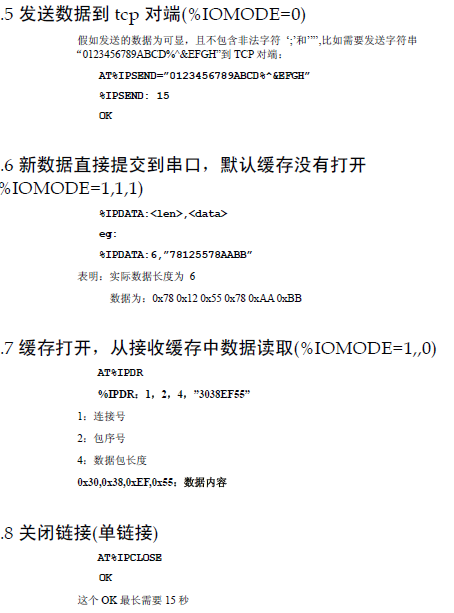 .5 发送数据到 tcp 对端(%IOMODE=0)
假如发送的数据为可显，且不包含非法字符 ‘;’和’”’,比如需要发送字符串
“0123456789ABCD%^&EFGH”到 TCP 对端：
AT%IPSEND=”0123456789ABCD%^&EFGH”
%IPSEND: 15
OK
.6 新数据直接提交到串口，默认缓存没有打开
%IOMODE=1,1,1)
%IPDATA:<len>,<data>
eg:
%IPDATA:6,”78125578AABB”
表明：实际数据长度为 6
数据为：0x78 0x12 0x55 0x78 0xAA 0xBB
.7 缓存打开，从接收缓存中数据读取(%IOMODE=1,,0)
AT%IPDR
%IPDR：1，2，4，”3038EF55”
1：连接号
2：包序号
4：数据包长度
0x30,0x38,0xEF,0x55：数据内容
.8 关闭链接(单链接)
AT%IPCLOSE
OK
这个 OK 最长需要 15 秒